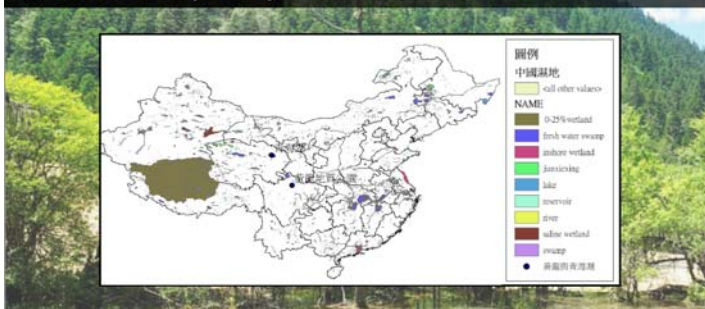 圖例
中國濕地
<all other values>
NAME
0-25%wetland
fresh water swamp
inshore wetland
jianxiexing
lake
reservoir
river
saline wetland
swamp